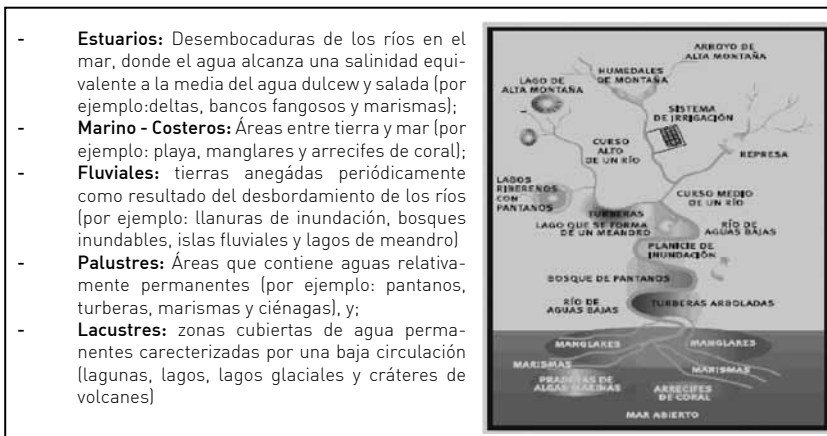 - Estuarios: Desembocaduras de los ríos en el
mar, donde el agua alcanza una salinidad equi-
valente a la media del agua dulcew y salada (por
ejemplo:deltas, bancos fangosos y marismas);
- Marino - Costeros: Áreas entre tierra y mar (por
ejemplo: playa, manglares y arrecifes de coral);
- Fluviales: tierras anegádas periódicamente
como resultado del desbordamiento de los ríos
(por ejemplo: llanuras de inundación, bosques
inundables, islas fluviales y lagos de meandro)
- Palustres: Áreas que contiene aguas relativa-
mente permanentes (por ejemplo: pantanos,
turberas, marismas y ciénagas), y;
- Lacustres: zonas cubiertas de agua perma-
nentes carecterizadas por una baja circulación
(lagunas, lagos, lagos glaciales y cráteres de
volcanes)
ARROYO DE
ALTA MONTAÑA
HUMEDALES
DE MONTAÑA
LAGO DE
ALTA MONTAÑA
SISTEMA
DE IRRIGACIÓN
CURSO
ALTO
DE UN RÍO
REPRESA
LAGOS
RIBEREÑOS
CON
PANTANOS
CURSO MEDIO
DE UN RÍO
TURBERAS
LAGO QUE SE FORMA
DE UN MEANDRO
RÍO DE
AGUAS BAJAS
PLANICIE DE
INUNDACIÓN
BOSQUE DE PANTANOS
RÍO DE
AGUAS BAJAS
TURBERAS ARBOLADAS
MANGLARES
MANGLARES
MARISMAS
MARISMAS
PRADERAS DE
ALGAS MARINAS
ARRECIFES
DE CORAL
MAR ABIERTO